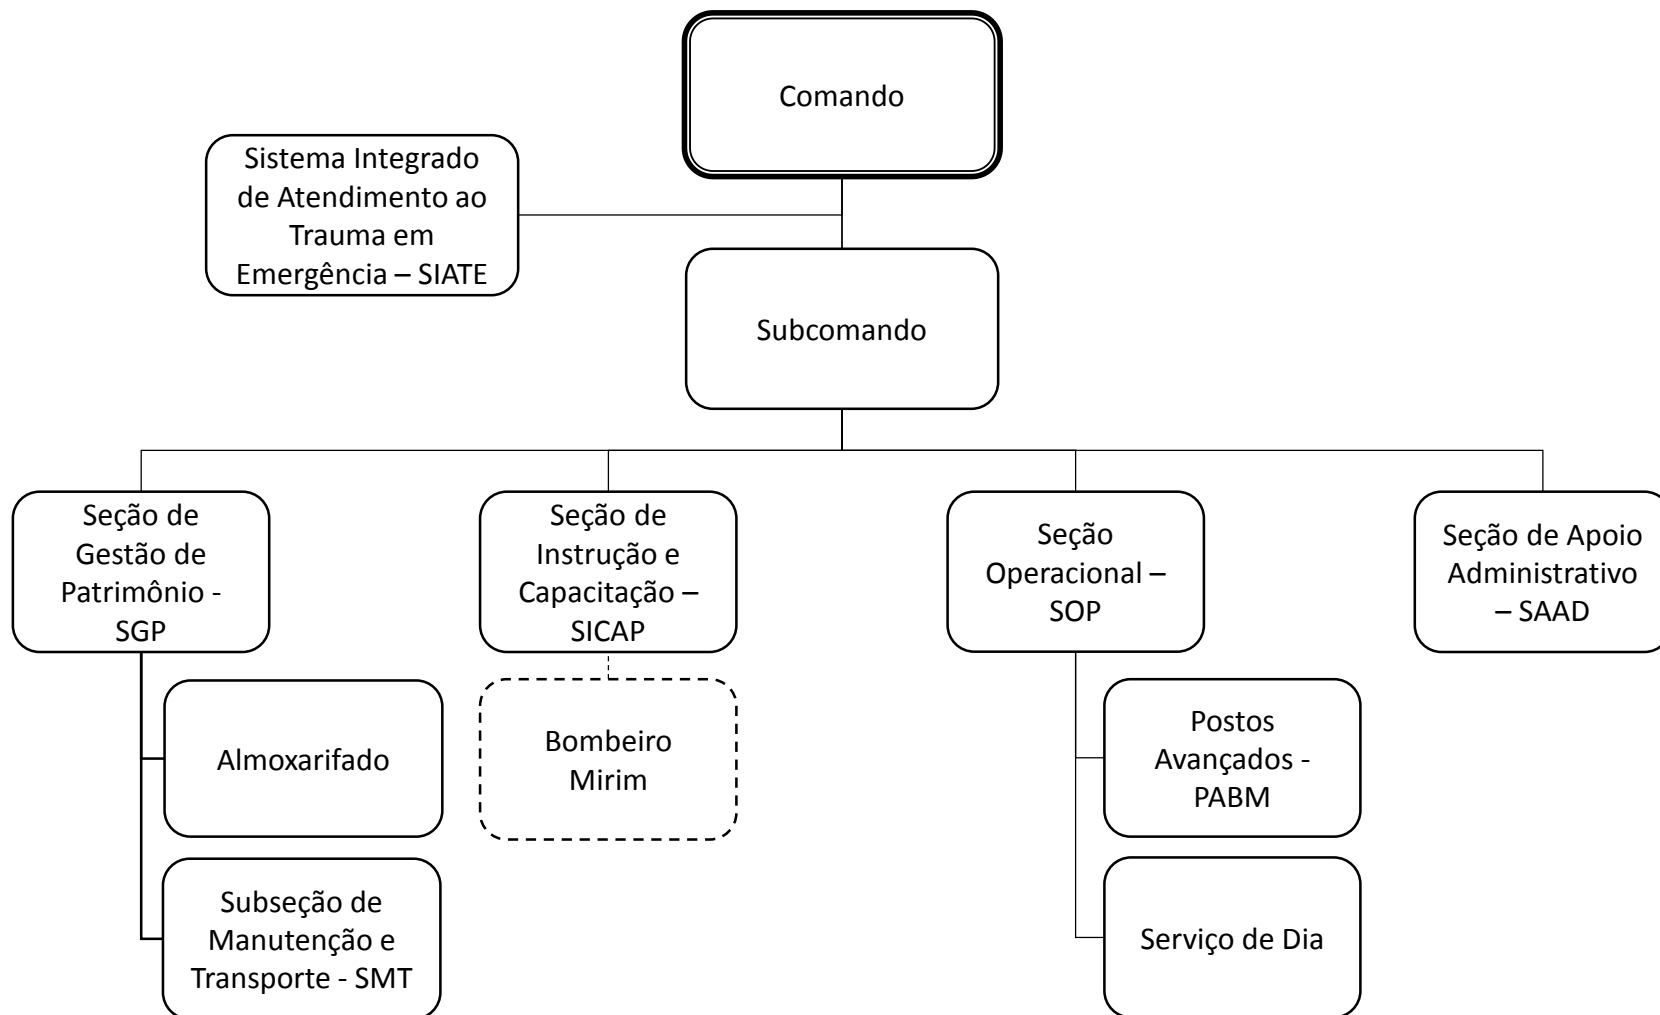 Comando
Sistema Integrado
de Atendimento ao
Trauma em
Emergência – SIATE
Subcomando
Seção de
Gestão de
Patrimônio -
SGP
Seção de
Instrução e
Capacitação –
SICAP
Seção
Operacional –
SOP
Seção de Apoio
Administrativo
– SAAD
Almoxarifado
Bombeiro
Mirim
Postos
Avançados -
PABM
Subseção de
Manutenção e
Transporte - SMT
Serviço de Dia